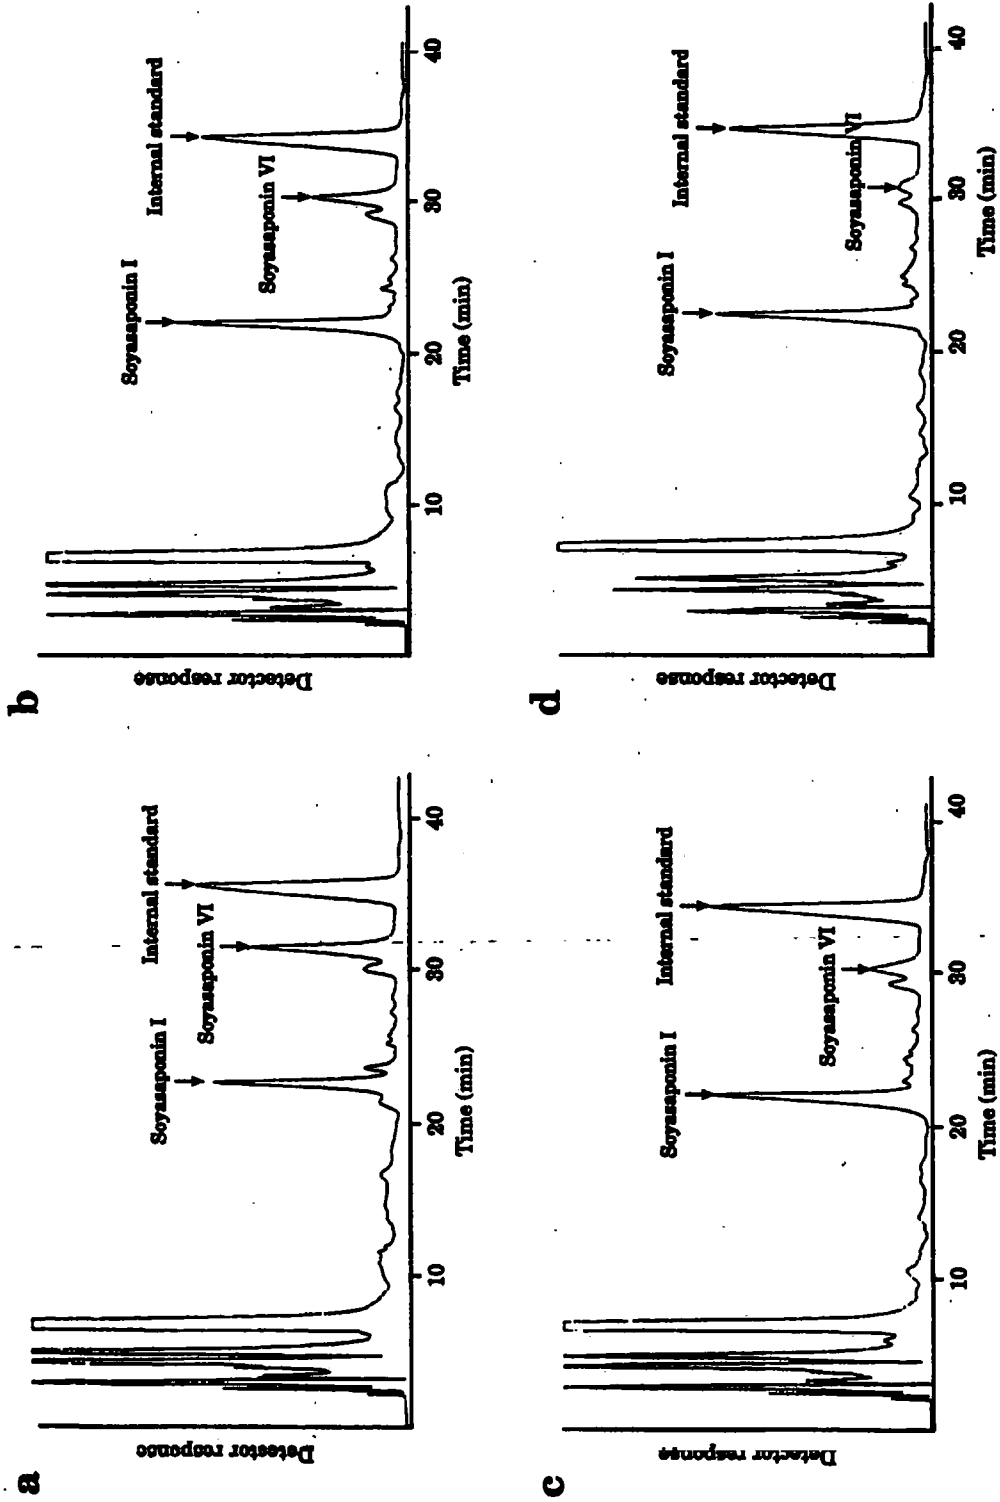 a
Detector response
Soyasaponin I
Soyasaponin VI
Internal standard
10
20
30
40
Time (min)
b
Detector response
Soyasaponin I
Soyasaponin VI
Internal standard
10
20
30
40
Time (min)
c
Detector response
Soyasaponin I
Soyasaponin VI
Internal standard
10
20
30
40
Time (min)
d
Detector response
Soyasaponin I
Soyasaponin VI
Internal standard
10
20
30
40
Time (min)